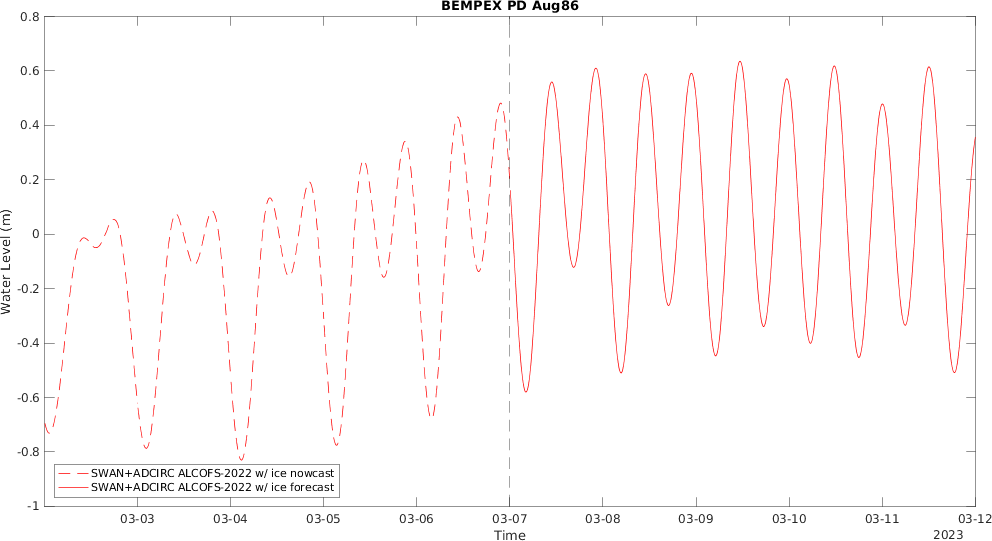 BEMPEX PD Aug86
0.8
0.6
0.4
0.2
0
-0.2
-0.4
-0.6
-0.8
-1
Water Level (m)
SWAN+ADCIRC ALCOFS-2022 w/ ice nowcast
SWAN+ADCIRC ALCOFS-2022 w/ ice forecast
03-03 03-04 03-05 03-06 03-07 03-08 03-09 03-10 03-11 03-12
Time
2023